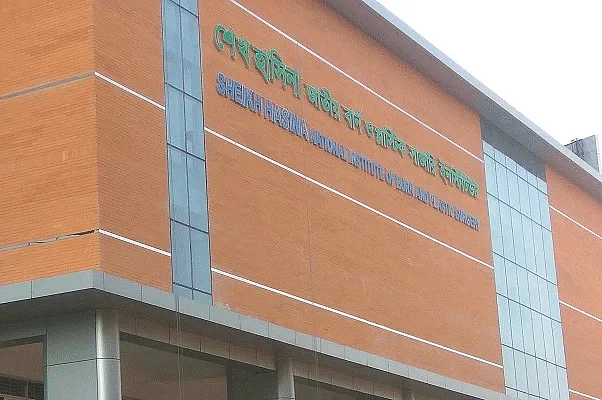 শেখ হাসিনা জাতীয় বার্ন ও প্লাস্টিক সার্জারি ইনস্টিটিউট
SHEIKH HASINA NATIONAL INSTITUTE OF BURN AND PLASTIC SURGERY